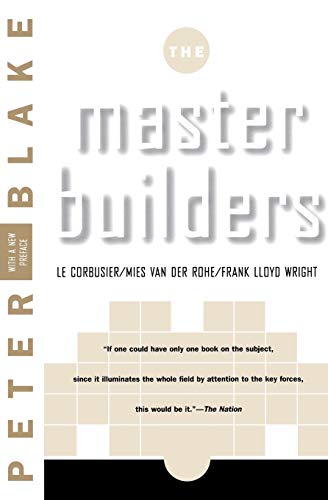 THE
master
builders
PETER BLAKE
WITH A NEW
PREFACE
LE CORBUSIER/MIES VAN DER ROHE/FRANK LLOYD WRIGHT
"If one could have only one book on the subject,
since it illuminates the whole field by attention to the key forces,
this would be it."—The Nation